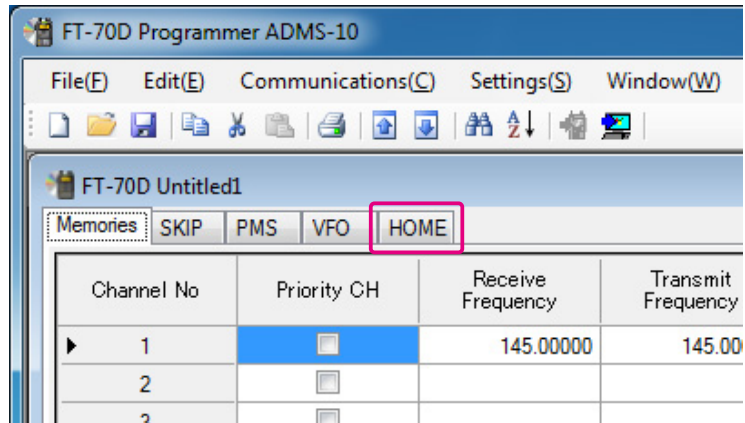 FT-70D Programmer ADMS-10
File(F) Edit(E) Communications(C) Settings(S) Window(W)
FT-70D Untitled1
Memories SKIP PMS VFO HOME
Channel No Priority CH Receive Frequency Transmit Frequency
1 145.00000 145.00
2
3